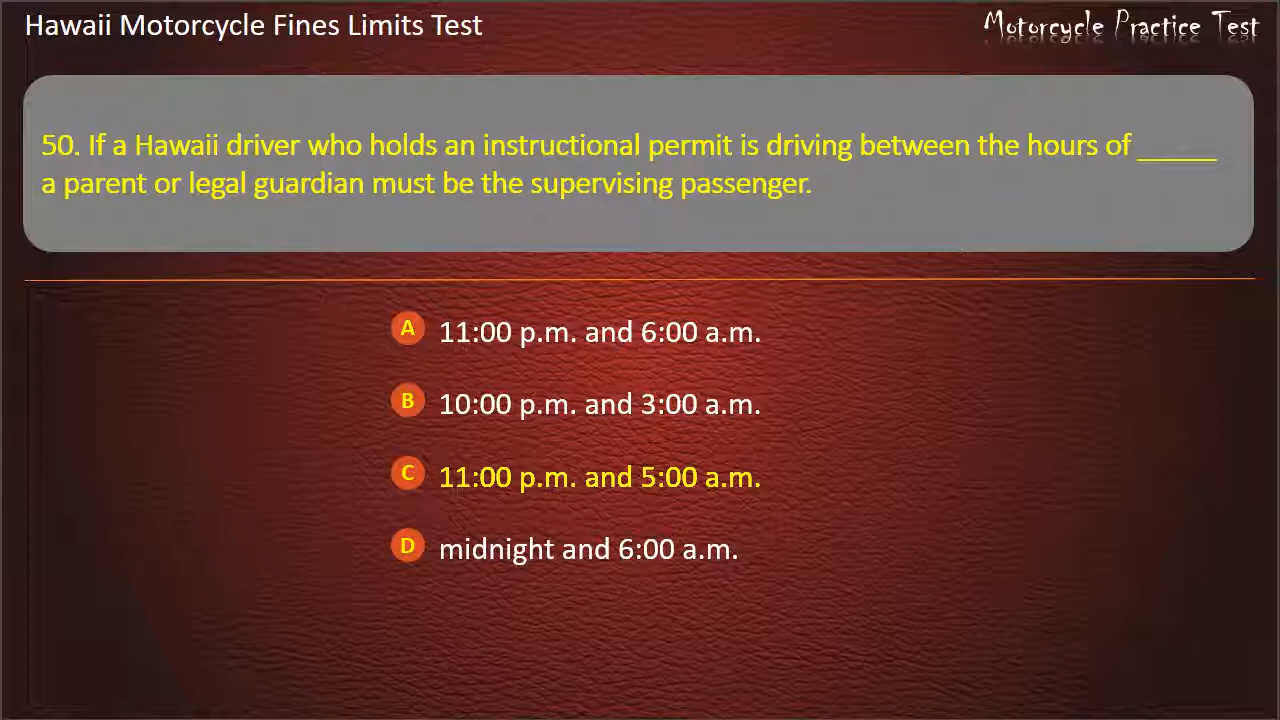 Hawaii Motorcycle Fines Limits Test
Motorcycle Practice Test
50. If a Hawaii driver who holds an instructional permit is driving between the hours of _____
a parent or legal guardian must be the supervising passenger.
A 11:00 p.m. and 6:00 a.m.
B 10:00 p.m. and 3:00 a.m.
C 11:00 p.m. and 5:00 a.m.
D midnight and 6:00 a.m.